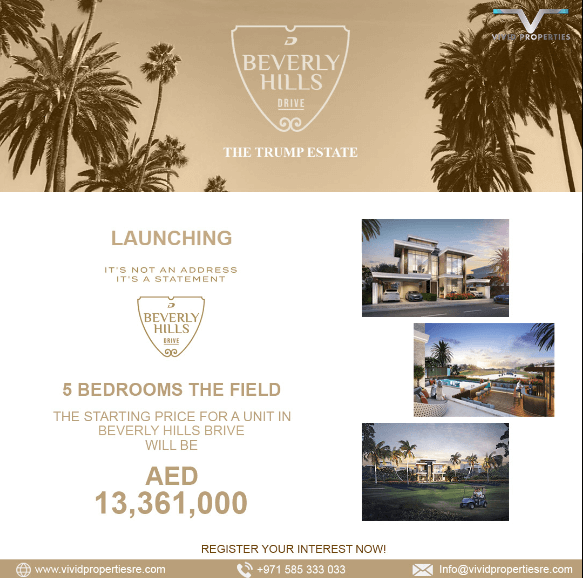 VIVID PROPERTIES
BEVERLY
HILLS
DRIVE
THE TRUMP ESTATE
LAUNCHING
IT'S NOT AN ADDRESS
IT'S A STATEMENT
BEVERLY
HILLS
DRIVE
5 BEDROOMS THE FIELD
THE STARTING PRICE FOR A UNIT IN
BEVERLY HILLS BRIVE
WILL BE
AED
13,361,000
REGISTER YOUR INTEREST NOW!
www.vividpropertiesre.com
+971 585 333 033
Info@vividpropertiesre.com